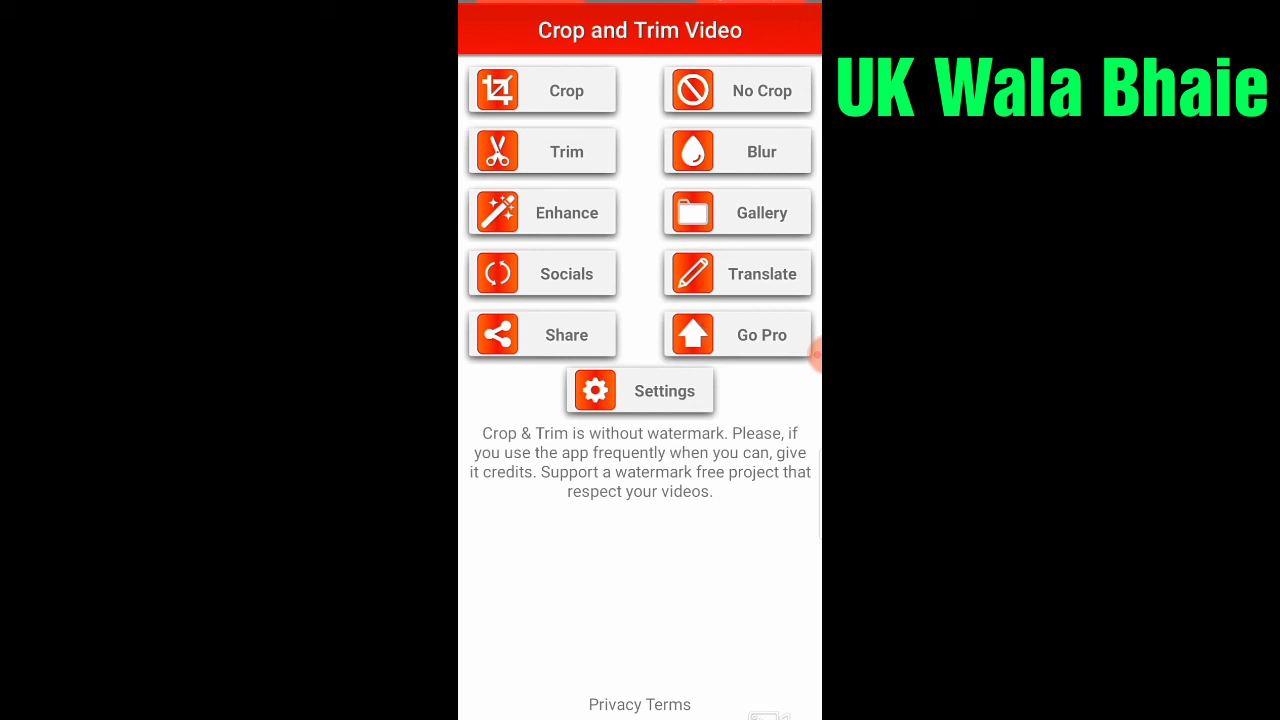 Crop and Trim Video
UK Wala Bhaie
Crop
No Crop
Trim
Blur
Enhance
Gallery
Socials
Translate
Share
Go Pro
Settings
Crop & Trim is without watermark. Please, if
you use the app frequently when you can, give
it credits. Support a watermark free project that
respect your videos.
Privacy Terms